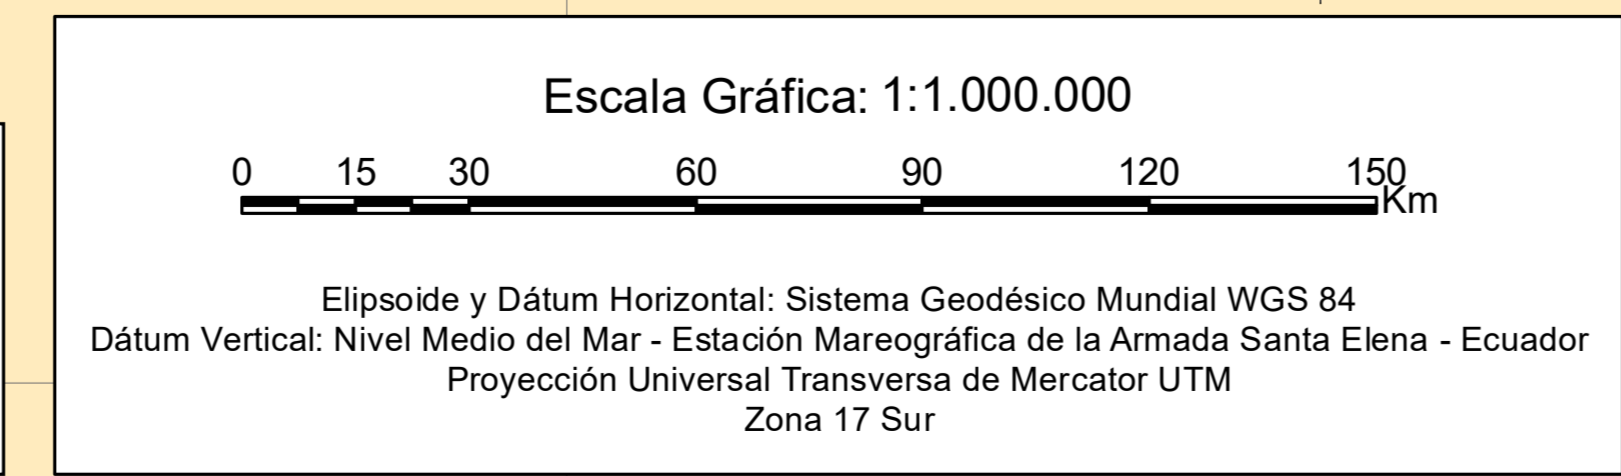 Escala Gráfica: 1:1.000.000
0 15 30 60 90 120 150
Km
Elipsoide y Dátum Horizontal: Sistema Geodésico Mundial WGS 84
Dátum Vertical: Nivel Medio del Mar - Estación Mareográfica de la Armada Santa Elena - Ecuador
Proyección Universal Transversa de Mercator UTM
Zona 17 Sur